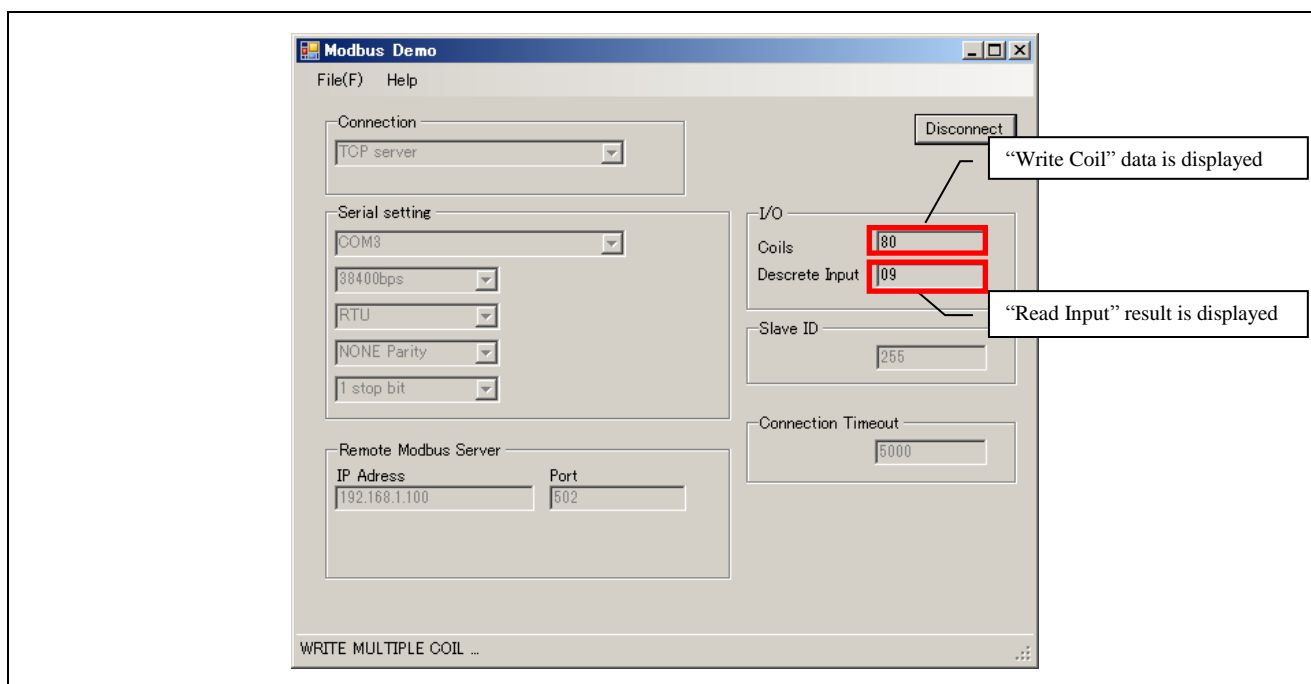 Modbus Demo
File(F) Help
Connection
TCP server
Disconnect
“Write Coil” data is displayed
Serial setting
COM3
38400bps
RTU
NONE Parity
1 stop bit
I/O
Coils 80
Descrete Input 09
“Read Input” result is displayed
Slave ID
255
Connection Timeout
5000
Remote Modbus Server
IP Adress Port
192.168.1.100 502
WRITE MULTIPLE COIL ...